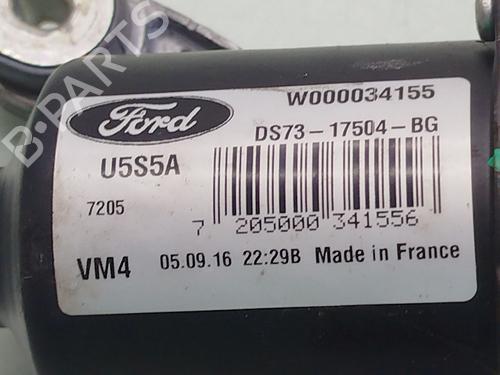 W000034155
Ford
DS73-17504-BG
U5S5A
7205
7 205000 341556
VM4 05.09.16 22:29B Made in France
B-PARTS